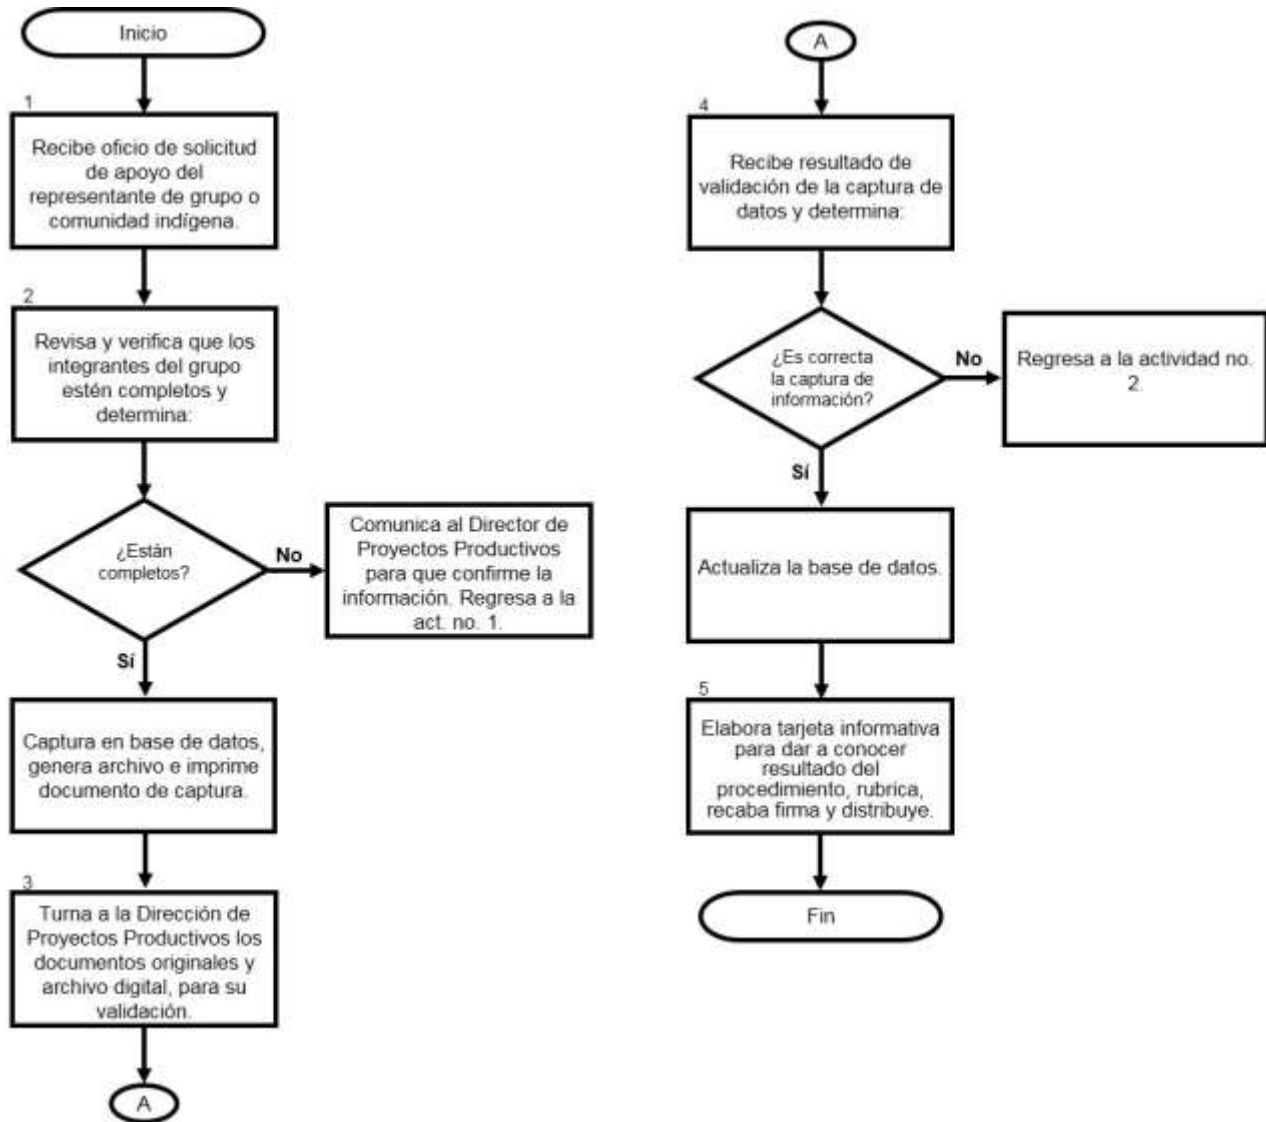 Inicio
1
Recibe oficio de solicitud
de apoyo del
representante de grupo o
comunidad indígena.
2
Revisa y verifica que los
integrantes del grupo
estén completos y
determina:
¿Están
completos?
No
Comunica al Director de
Proyectos Productivos
para que confirme la
información. Regresa a la
act. no. 1.
Sí
Captura en base de datos,
genera archivo e imprime
documento de captura.
3
Turna a la Dirección de
Proyectos Productivos los
documentos originales y
archivo digital, para su
validación.
A
A
4
Recibe resultado de
validación de la captura de
datos y determina:
¿Es correcta
la captura de
información?
No
Regresa a la actividad no.
2.
Sí
Actualiza la base de datos.
5
Elabora tarjeta informativa
para dar a conocer
resultado del
procedimiento, rubrica,
recaba firma y distribuye.
Fin